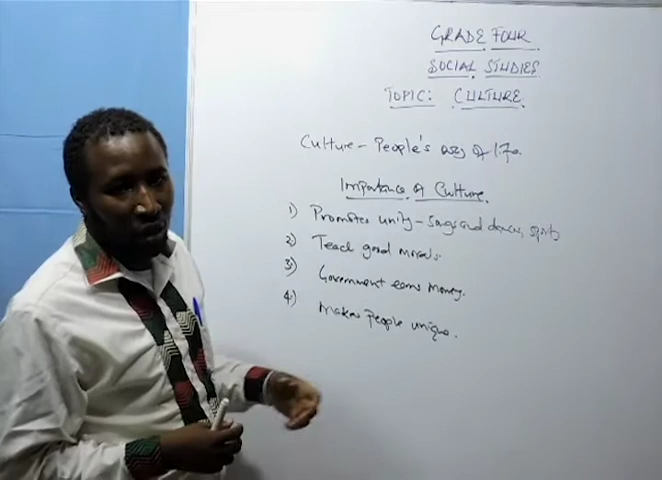 GRADE FOUR
SOCIAL STUDIES
TOPIC: CULTURE.
Culture - People's way of life.
Importance of Culture.
1) Promotes unity - Songs and dances, sports
2) Teach good morals.
3) Government earns money.
4) Makes People unique.